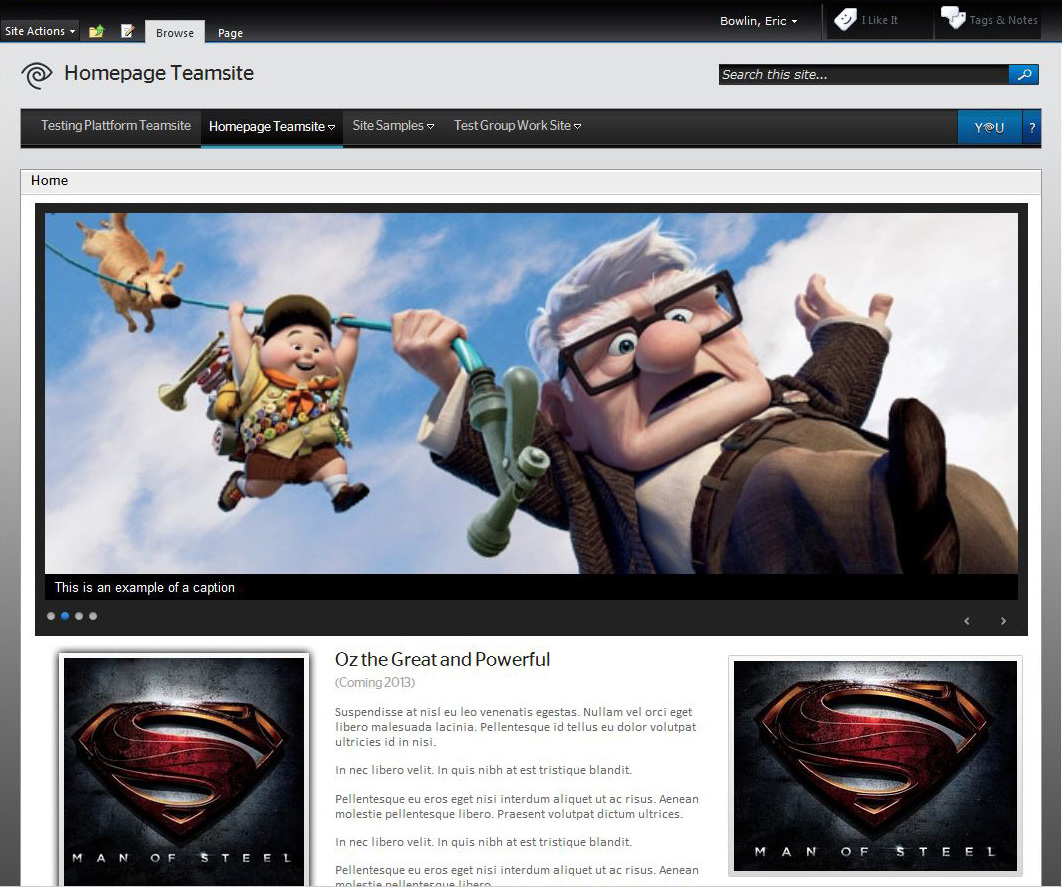 Site Actions
Browse
Page
Bowlin, Eric
I Like It
Tags & Notes
Homepage Teamsite
Search this site...
Testing Plattform Teamsite
Homepage Teamsite
Site Samples
Test Group Work Site
Y@U
?
Home
This is an example of a caption
MAN OF STEEL
Oz the Great and Powerful
(Coming 2013)
Suspendisse at nisl eu leo venenatis egestas. Nullam vel orci eget
libero malesuada lacinia. Pellentesque id tellus eu dolor volutpat
ultricies id in nisi.
In nec libero velit. In quis nibh at est tristique blandit.
Pellentesque eu eros eget nisi interdum aliquet ut ac risus. Aenean
molestie pellentesque libero. Praesent volutpat dictum ultrices.
In nec libero velit. In quis nibh at est tristique blandit.
Pellentesque eu eros eget nisi interdum aliquet ut ac risus. Aenean
molestie pellentesque libero.
MAN OF STEEL